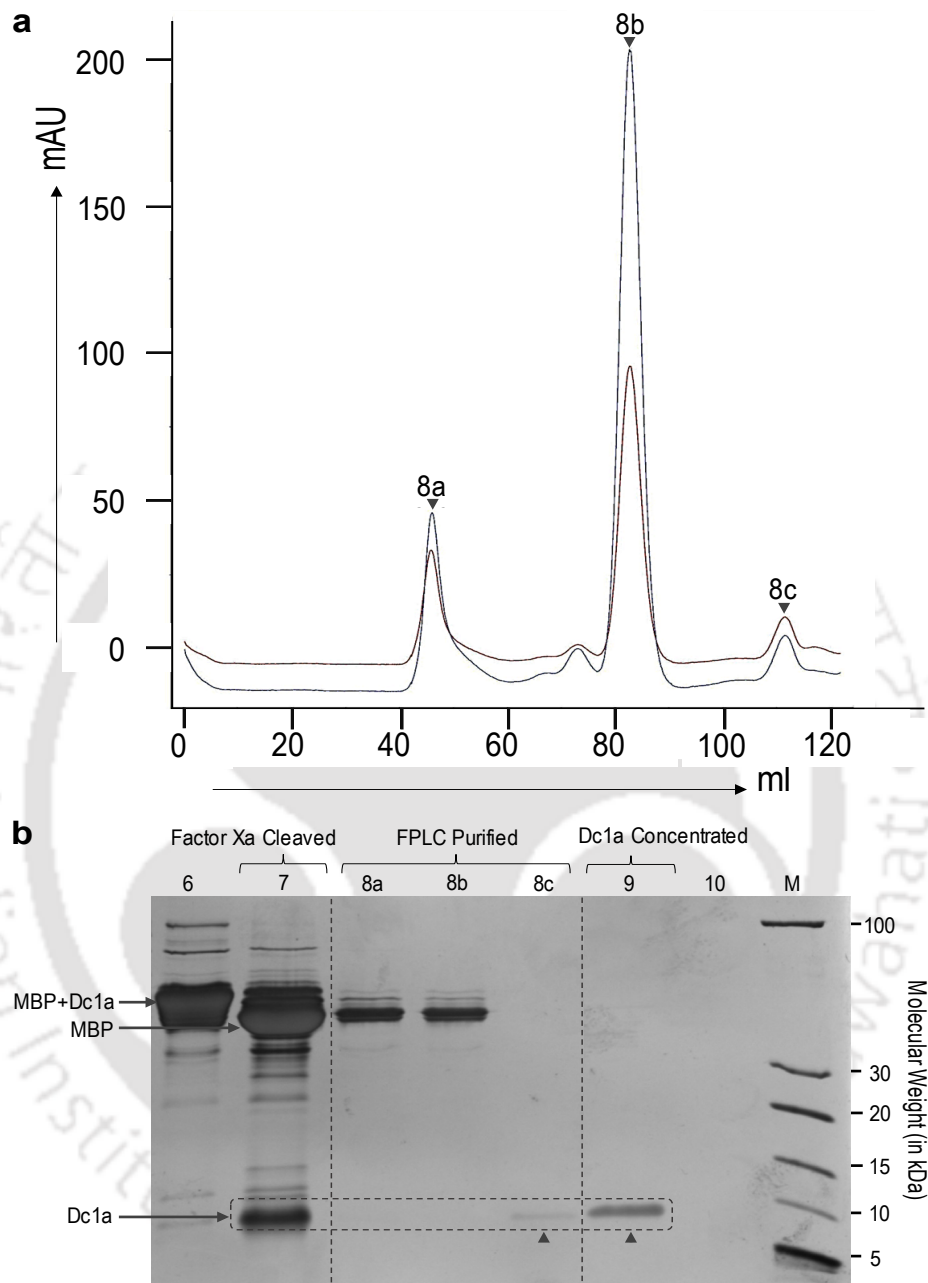 a
8b
200
mAU
150
100
50
8a
8c
0
0 20 40 60 80 100 120
ml
b
Factor Xa Cleaved FPLC Purified Dc1a Concentrated
6 7 8a 8b 8c 9 10 M
100
MBP+Dc1a
MBP
30
20
15
Dc1a
10
5
Molecular Weight (in kDa)